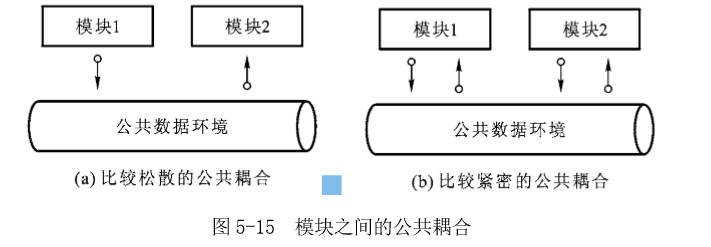 模块1
模块2
公共数据环境
(a) 比较松散的公共耦合
模块1
模块2
公共数据环境
(b) 比较紧密的公共耦合
图 5-15 模块之间的公共耦合